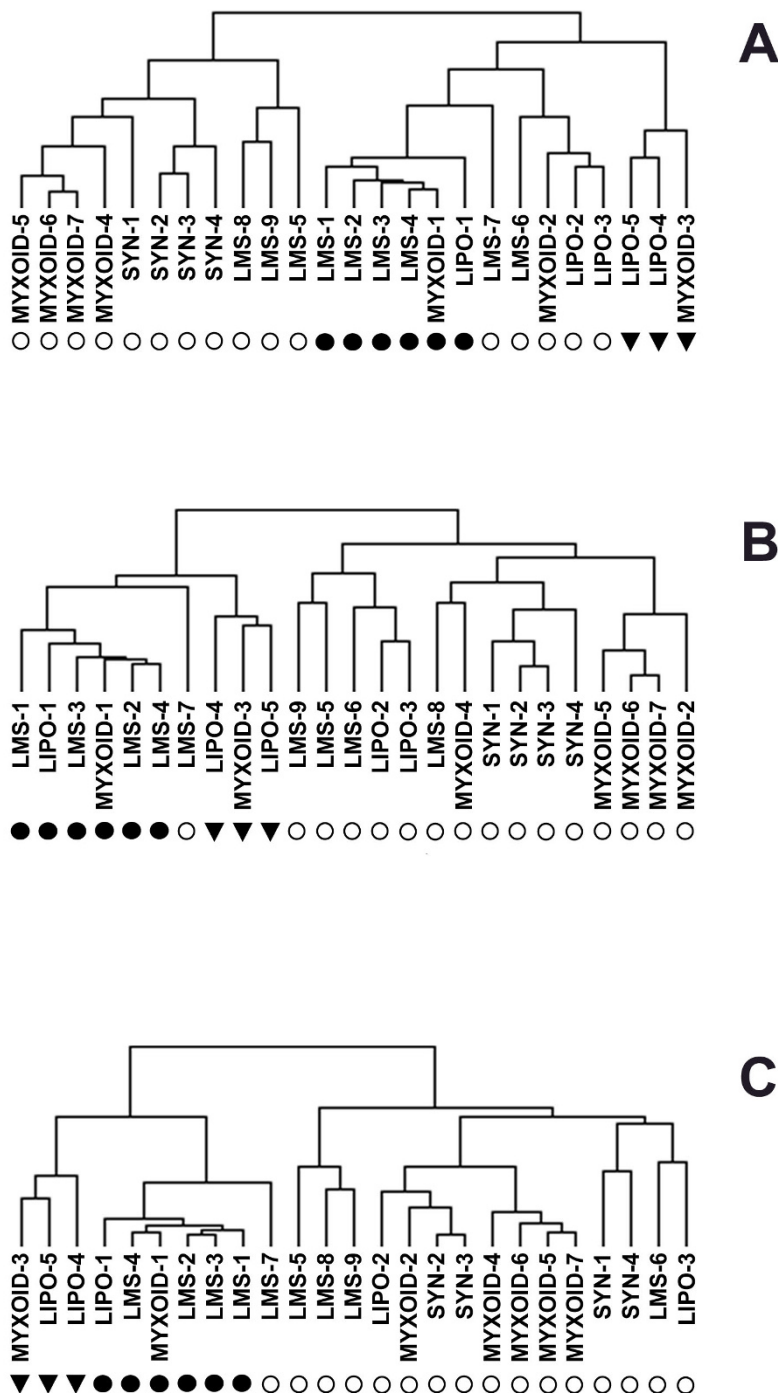 A
MYXOID-5
MYXOID-6
MYXOID-7
MYXOID-4
SYN-1
SYN-2
SYN-3
SYN-4
LMS-8
LMS-9
LMS-5
LMS-1
LMS-2
LMS-3
LMS-4
MYXOID-1
LIPO-1
LMS-7
LMS-6
MYXOID-2
LIPO-2
LIPO-3
LIPO-5
LIPO-4
MYXOID-3
B
LMS-1
LIPO-1
LMS-3
MYXOID-1
LMS-2
LMS-4
LMS-7
LIPO-4
MYXOID-3
LIPO-5
LMS-9
LMS-5
LMS-6
LIPO-2
LIPO-3
LMS-8
MYXOID-4
SYN-1
SYN-2
SYN-3
SYN-4
MYXOID-5
MYXOID-6
MYXOID-7
MYXOID-2
C
MYXOID-3
LIPO-5
LIPO-4
LIPO-1
LMS-4
MYXOID-1
LMS-2
LMS-3
LMS-1
LMS-7
LMS-5
LMS-8
LMS-9
LIPO-2
MYXOID-2
SYN-2
SYN-3
MYXOID-4
MYXOID-6
MYXOID-5
MYXOID-7
SYN-1
SYN-4
LMS-6
LIPO-3